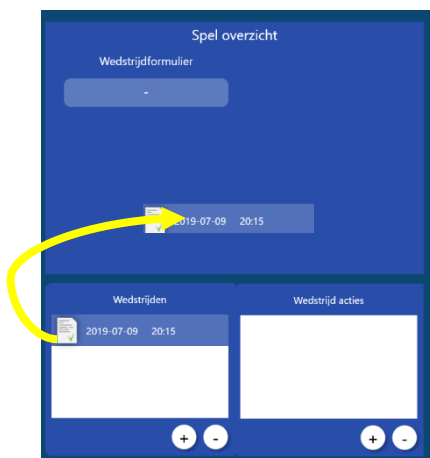 Spel overzicht
Wedstrijdformulier
-
2019-07-09 20:15
Wedstrijden
Wedstrijd acties
2019-07-09 20:15
+ -
+ -